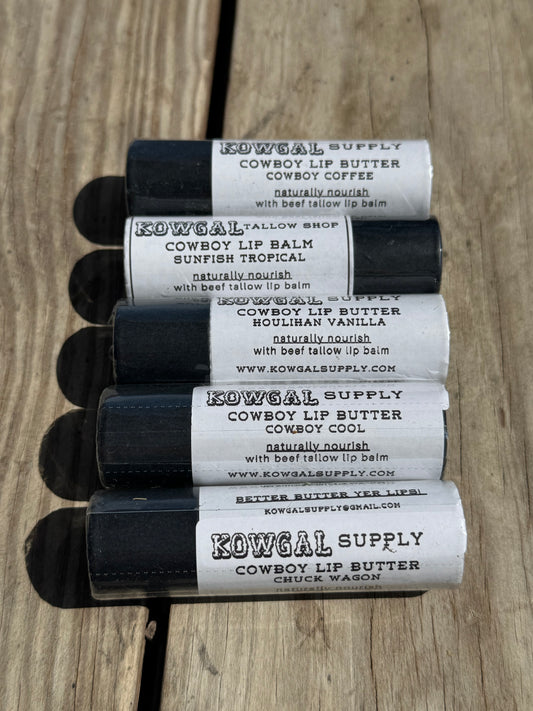 KOWGAL SUPPLY
COWBOY LIP BUTTER
COWBOY COFFEE
naturally nourish
with beef tallow lip balm
KOWGAL TALLOW SHOP
COWBOY LIP BALM
SUNFISH TROPICAL
naturally nourish
with beef tallow lip balm
KOWGAL SUPPLY
COWBOY LIP BUTTER
HOULIHAN VANILLA
naturally nourish
with beef tallow lip balm
WWW.KOWGALSUPPLY.COM
KOWGAL SUPPLY
COWBOY LIP BUTTER
COWBOY COOL
naturally nourish
with beef tallow lip balm
WWW.KOWGALSUPPLY.COM
BETTER BUTTER YER LIPS!
KOWGALSUPPLY@GMAIL.COM
KOWGAL SUPPLY
COWBOY LIP BUTTER
CHUCK WAGON
naturally nourish